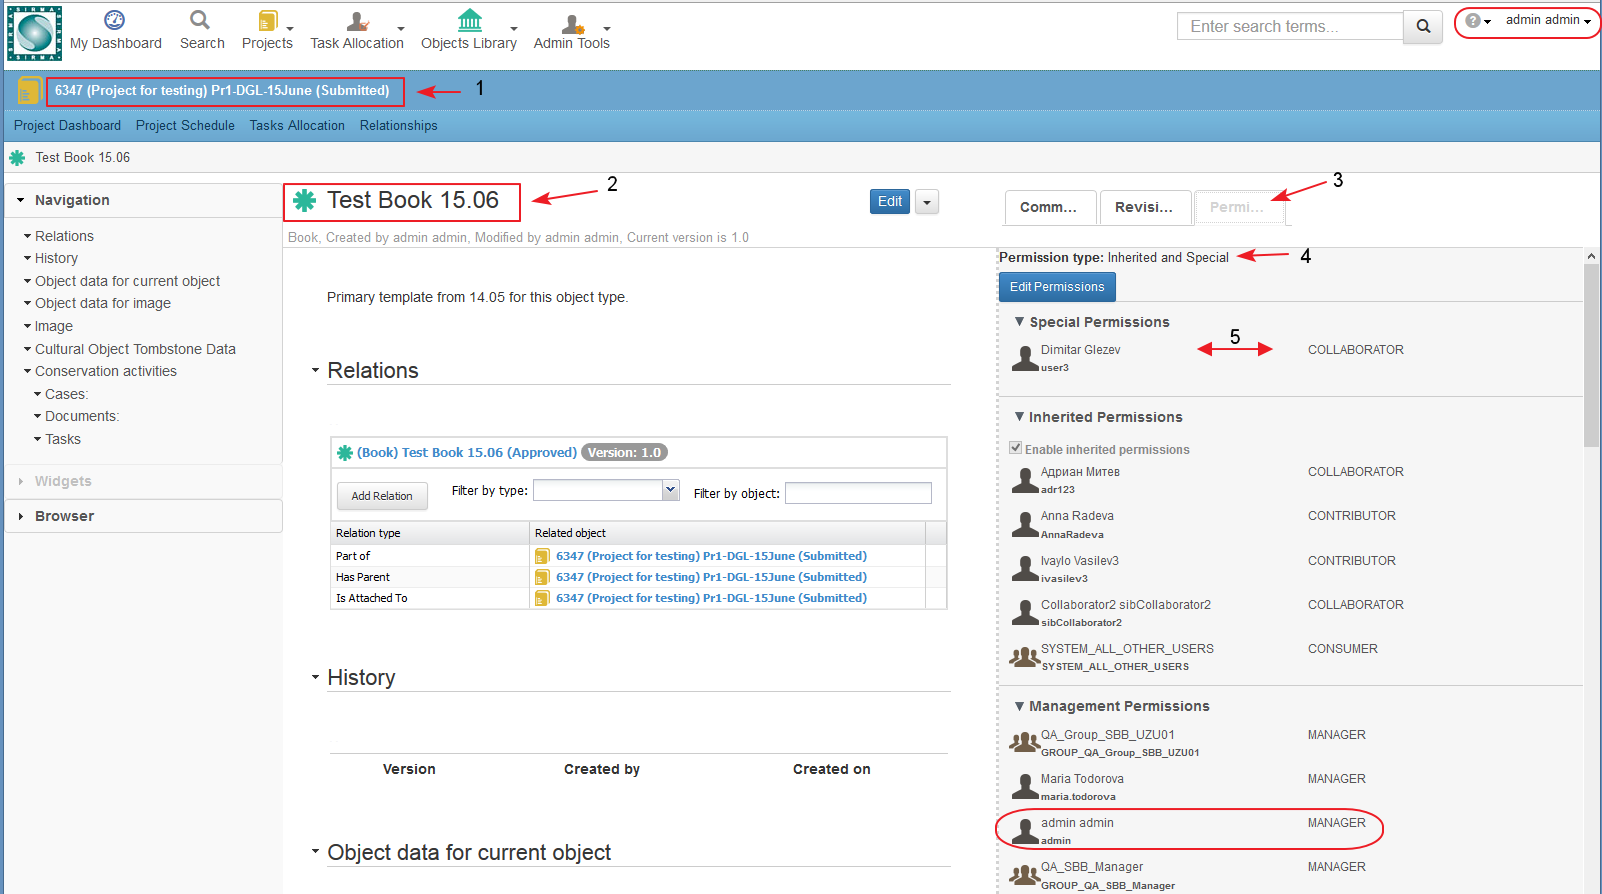 SIRMA SIRMA SIRMA SIRMA
My Dashboard
Search
Projects
Task Allocation
Objects Library
Admin Tools
Enter search terms...
?
admin admin
6347 (Project for testing) Pr1-DGL-15June (Submitted)
1
Project Dashboard Project Schedule Tasks Allocation Relationships
Test Book 15.06
Navigation
Relations
History
Object data for current object
Object data for image
Image
Cultural Object Tombstone Data
Conservation activities
Cases:
Documents:
Tasks
Widgets
Browser
Test Book 15.06
2
Edit
Book, Created by admin admin, Modified by admin admin, Current version is 1.0
Primary template from 14.05 for this object type.
Relations
(Book) Test Book 15.06 (Approved) Version: 1.0
Add Relation Filter by type: Filter by object:
Relation type Related object
Part of 6347 (Project for testing) Pr1-DGL-15June (Submitted)
Has Parent 6347 (Project for testing) Pr1-DGL-15June (Submitted)
Is Attached To 6347 (Project for testing) Pr1-DGL-15June (Submitted)
History
Version Created by Created on
Object data for current object
Comm... Revisi... Permi...
3
Permission type: Inherited and Special
4
Edit Permissions
Special Permissions
Dimitar Glezev 5 COLLABORATOR
user3
Inherited Permissions
Enable inherited permissions
Адриан Митев COLLABORATOR
adr123
Anna Radeva CONTRIBUTOR
AnnaRadeva
Ivaylo Vasilev3 CONTRIBUTOR
ivasilev3
Collaborator2 sibCollaborator2 COLLABORATOR
sibCollaborator2
SYSTEM_ALL_OTHER_USERS CONSUMER
SYSTEM_ALL_OTHER_USERS
Management Permissions
QA_Group_SBB_UZU01 MANAGER
GROUP_QA_Group_SBB_UZU01
Maria Todorova MANAGER
maria.todorova
admin admin MANAGER
admin
QA_SBB_Manager MANAGER
GROUP_QA_SBB_Manager